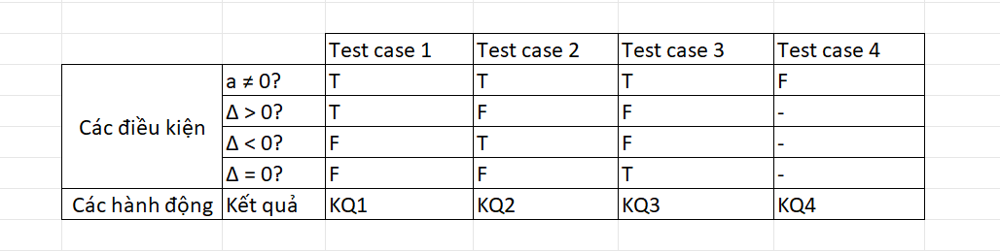 Test case 1 Test case 2 Test case 3 Test case 4
a ≠ 0? T T T F
Δ > 0? T F F -
Các điều kiện
Δ < 0? F T F -
Δ = 0? F F T -
Các hành động Kết quả KQ1 KQ2 KQ3 KQ4